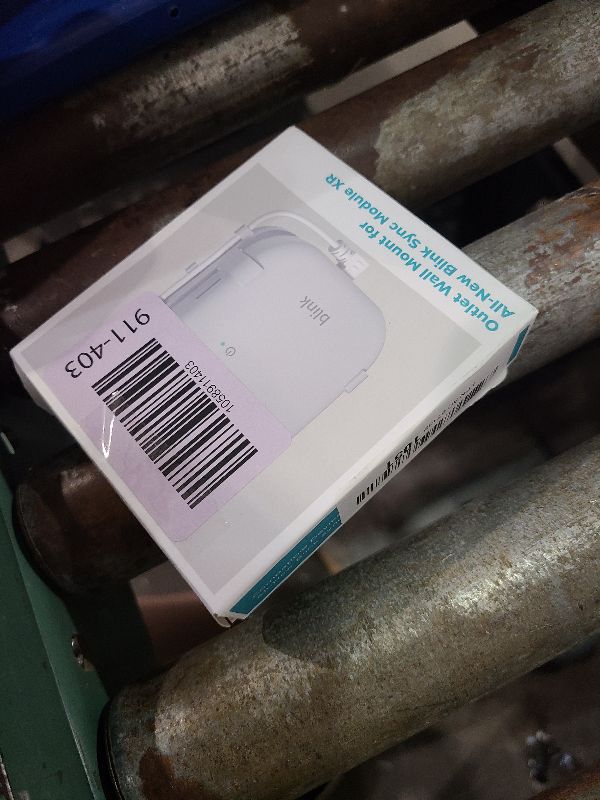 Outlet Wall Mount for
All-New Blink Sync Module XR
blink
911-403
1058911403